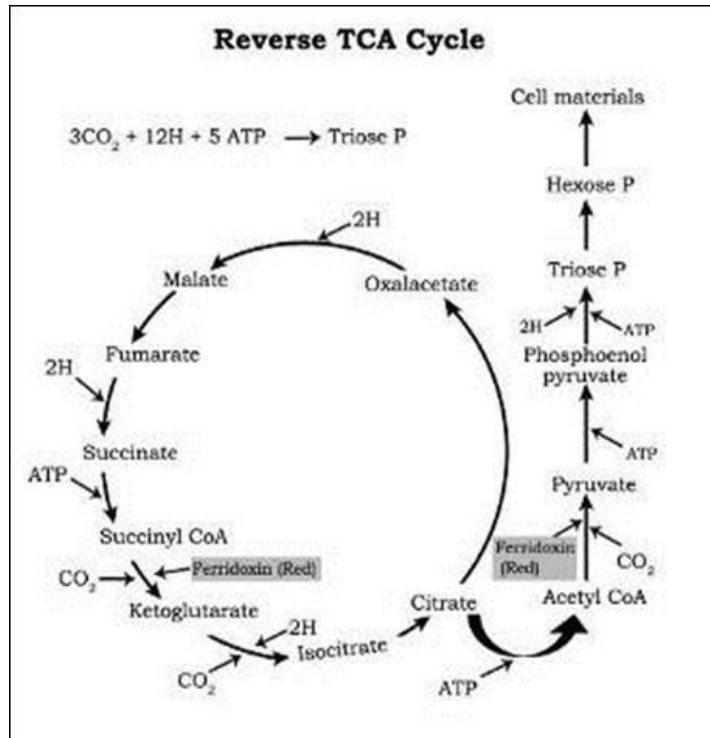 Reverse TCA Cycle
3CO₂ + 12H + 5 ATP → Triose P
Cell materials
Hexose P
Triose P
2H
ATP
Phosphoenol
pyruvate
ATP
Pyruvate
Ferridoxin
(Red)
CO₂
Acetyl CoA
2H
Oxalacetate
Malate
Fumarate
2H
Succinate
ATP
Succinyl CoA
CO₂
Ferridoxin (Red)
Ketoglutarate
2H
CO₂
Isocitrate
Citrate
ATP